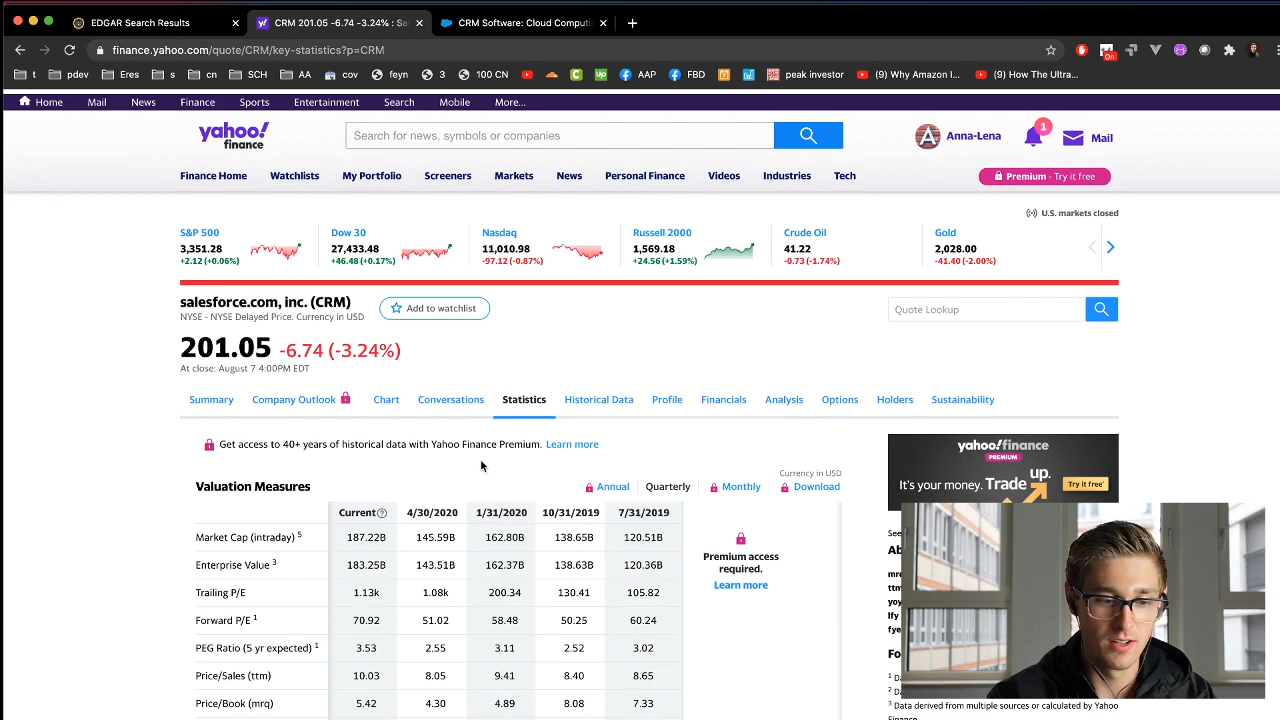 EDGAR Search Results
CRM 201.05 -6.74 -3.24% : Sa
CRM Software: Cloud Computi
finance.yahoo.com/quote/CRM/key-statistics?p=CRM
On
t pdev Eres s cn SCH AA cov feyn 3 100 CN AAP FBD peak investor (9) Why Amazon I... (9) How The Ultra...
Home Mail News Finance Sports Entertainment Search Mobile More...
yahoo! finance
Search for news, symbols or companies
Anna-Lena 1 Mail
Finance Home Watchlists My Portfolio Screeners Markets News Personal Finance Videos Industries Tech Premium - Try it free
U.S. markets closed
S&P 500 Dow 30 Nasdaq Russell 2000 Crude Oil Gold
3,351.28 27,433.48 11,010.98 1,569.18 41.22 2,028.00
+2.12 (+0.06%) +46.48 (+0.17%) -97.12 (-0.87%) +24.56 (+1.59%) -0.73 (-1.74%) -41.40 (-2.00%)
salesforce.com, inc. (CRM) Add to watchlist
NYSE - NYSE Delayed Price. Currency in USD
Quote Lookup
201.05 -6.74 (-3.24%)
At close: August 7 4:00PM EDT
Summary Company Outlook Chart Conversations Statistics Historical Data Profile Financials Analysis Options Holders Sustainability
Get access to 40+ years of historical data with Yahoo Finance Premium. Learn more
Currency in USD
Valuation Measures Annual Quarterly Monthly Download
Current 4/30/2020 1/31/2020 10/31/2019 7/31/2019
Market Cap (intraday) 5 187.22B 145.59B 162.80B 138.65B 120.51B
Enterprise Value 3 183.25B 143.51B 162.37B 138.63B 120.36B
Trailing P/E 1.13k 1.08k 200.34 130.41 105.82
Forward P/E 1 70.92 51.02 58.48 50.25 60.24
PEG Ratio (5 yr expected) 1 3.53 2.55 3.11 2.52 3.02
Price/Sales (ttm) 10.03 8.05 9.41 8.40 8.65
Price/Book (mrq) 5.42 4.30 4.89 8.08 7.33
Premium access
required.
Learn more
yahoo!finance
PREMIUM
It's your money. Trade up.
Try it free*
See
Ab
mr
ttm
yoy
lfy
fye
Fo
1 Da
2 Da
3 Data derived from multiple sources or calculated by Yahoo
Finance.